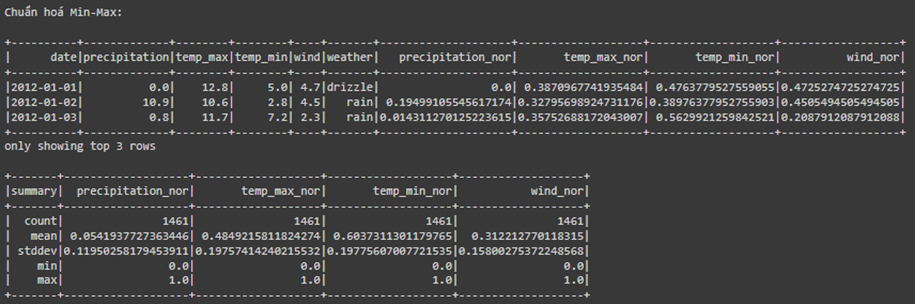 Chuẩn hoá Min-Max:
+----------+-------------+--------+--------+----+-------+--------------------+-------------------+-------------------+-------------------+
|      date|precipitation|temp_max|temp_min|wind|weather|   precipitation_nor|       temp_max_nor|       temp_min_nor|           wind_nor|
+----------+-------------+--------+--------+----+-------+--------------------+-------------------+-------------------+-------------------+
|2012-01-01|          0.0|    12.8|     5.0| 4.7|drizzle|                 0.0| 0.3870967741935484| 0.4763779527559055| 0.4725274725274725|
|2012-01-02|         10.9|    10.6|     2.8| 4.5|   rain| 0.19499105545617174|0.32795698924731176|0.38976377952755903| 0.4505494505494505|
|2012-01-03|          0.8|    11.7|     7.2| 2.3|   rain|0.014311270125223615|0.35752688172043007| 0.5629921259842521|0.2087912087912088|
+----------+-------------+--------+--------+----+-------+--------------------+-------------------+-------------------+-------------------+
only showing top 3 rows
+-------+-------------------+-------------------+-------------------+-------------------+
|summary|  precipitation_nor|       temp_max_nor|       temp_min_nor|           wind_nor|
+-------+-------------------+-------------------+-------------------+-------------------+
|  count|               1461|               1461|               1461|               1461|
|   mean| 0.0541937727363446| 0.4849215811824274| 0.6037311301179765|  0.312212770118315|
| stddev|0.11950258179453911|0.19757414240215532|0.19775607007721535|0.15800275372248568|
|    min|                0.0|                0.0|                0.0|                0.0|
|    max|                1.0|                1.0|                1.0|                1.0|
+-------+-------------------+-------------------+-------------------+-------------------+